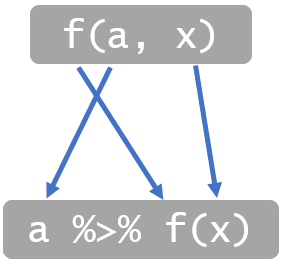 f(a, x)
a %>% f(x)